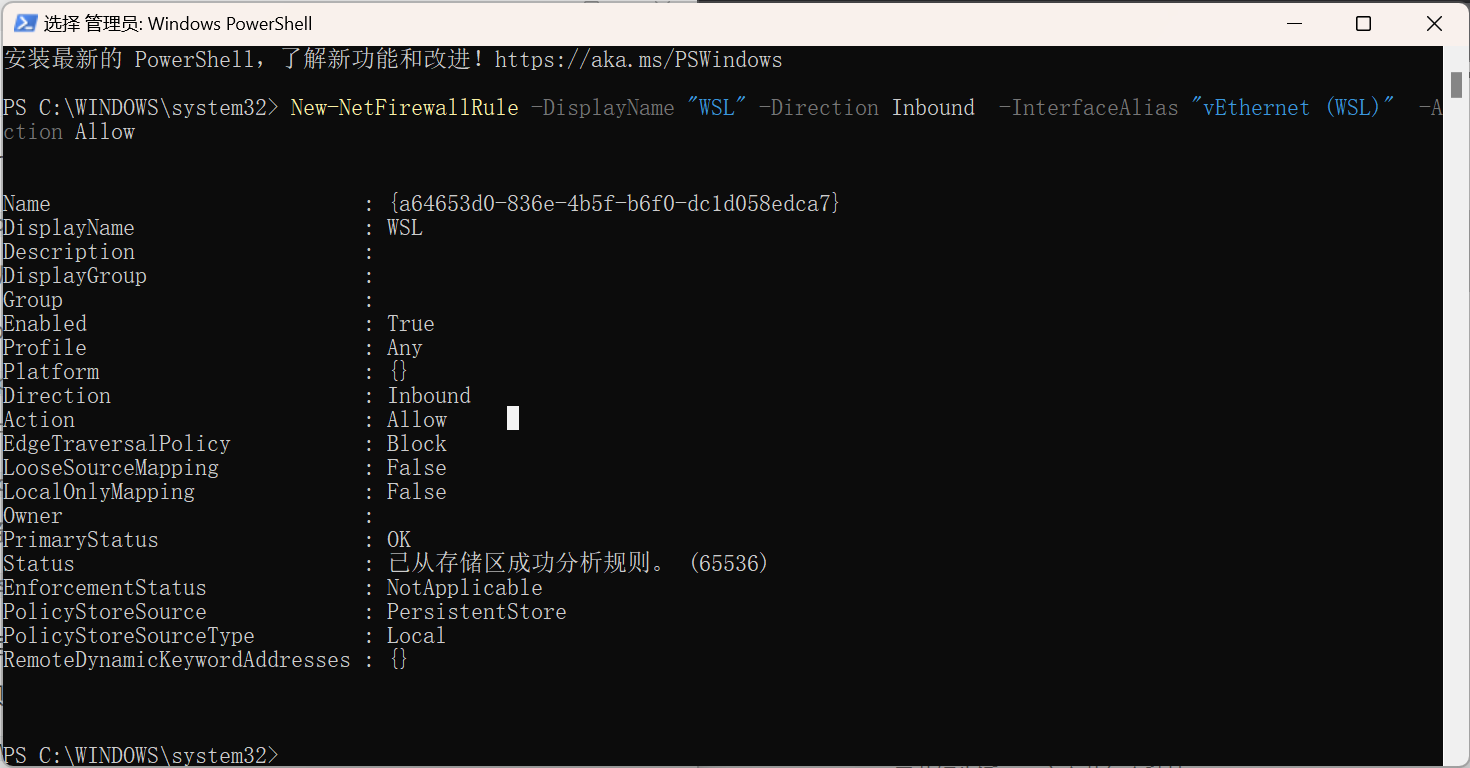 选择 管理员: Windows PowerShell
安装最新的 PowerShell，了解新功能和改进！https://aka.ms/PSWindows
PS C:\WINDOWS\system32> New-NetFirewallRule -DisplayName "WSL" -Direction Inbound  -InterfaceAlias "vEthernet (WSL)"  -A
ction Allow
Name                          : {a64653d0-836e-4b5f-b6f0-dc1d058edca7}
DisplayName                   : WSL
Description                   :
DisplayGroup                  :
Group                         :
Enabled                       : True
Profile                       : Any
Platform                      : {}
Direction                     : Inbound
Action                        : Allow
EdgeTraversalPolicy           : Block
LooseSourceMapping            : False
LocalOnlyMapping              : False
Owner                         :
PrimaryStatus                 : OK
Status                        : 已从存储区成功分析规则。 (65536)
EnforcementStatus             : NotApplicable
PolicyStoreSource             : PersistentStore
PolicyStoreSourceType         : Local
RemoteDynamicKeywordAddresses : {}
PS C:\WINDOWS\system32>